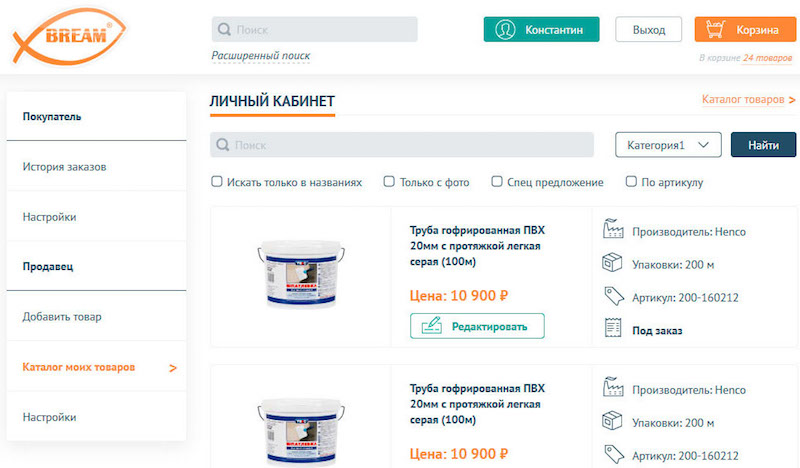 BREAM®
Поиск
Константин
Выход
Корзина
Расширенный поиск
В корзине 24 товаров
Покупатель
История заказов
Настройки
Продавец
Добавить товар
Каталог моих товаров >
Настройки
ЛИЧНЫЙ КАБИНЕТ
Каталог товаров >
Поиск
Категория1
Найти
Искать только в названиях
Только с фото
Спец предложение
По артикулу
ШПАТЛЕВКА
Труба гофрированная ПВХ
20мм с протяжкой легкая
серая (100м)
Цена: 10 900 ₽
Редактировать
Производитель: Henco
Упаковки: 200 м
Артикул: 200-160212
Под заказ
ШПАТЛЕВКА
Труба гофрированная ПВХ
20мм с протяжкой легкая
серая (100м)
Цена: 10 900 ₽
Производитель: Henco
Упаковки: 200 м
Артикул: 200-160212